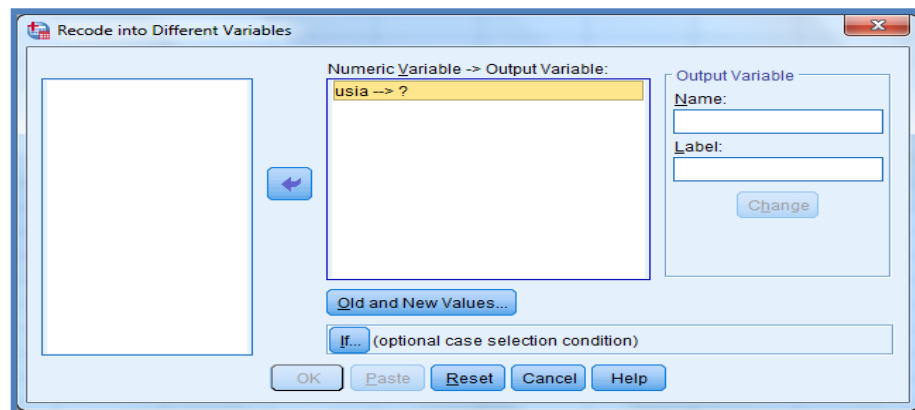 Recode into Different Variables
Numeric Variable -> Output Variable:
usia --> ?
Output Variable
Name:
Label:
Change
Old and New Values...
If... (optional case selection condition)
OK Paste Reset Cancel Help